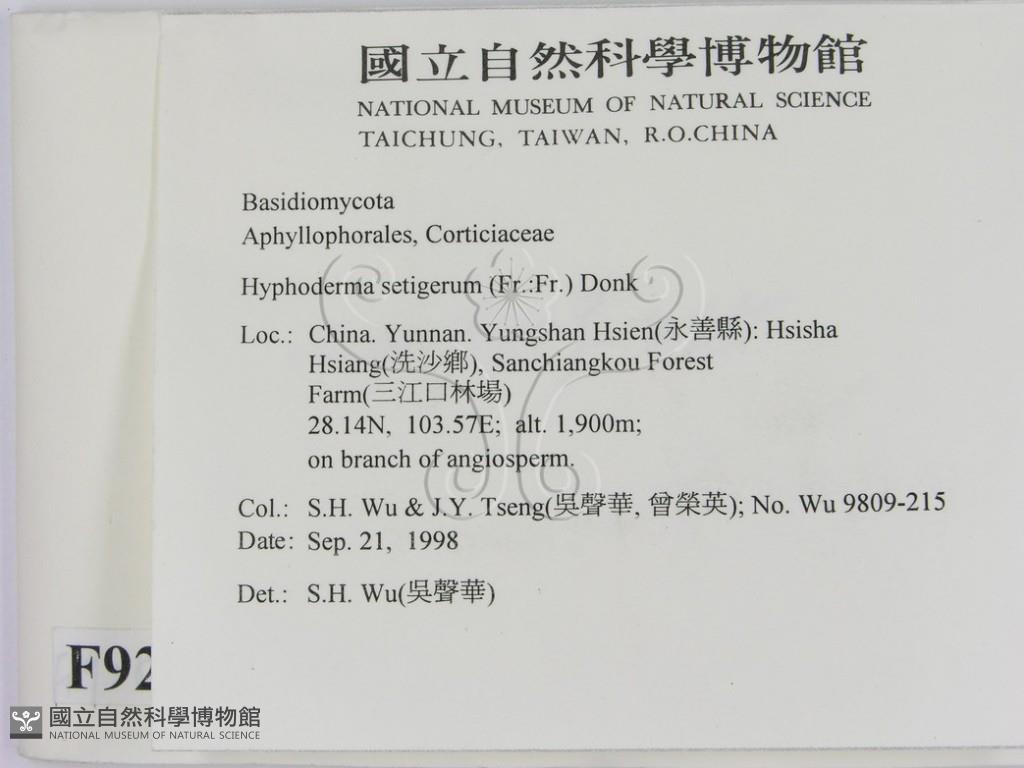 國立自然科學博物館
NATIONAL MUSEUM OF NATURAL SCIENCE
TAICHUNG, TAIWAN, R.O.CHINA
Basidiomycota
Aphyllophorales, Corticiaceae
Hyphoderma setigerum (Fr.:Fr.) Donk
Loc.: China. Yunnan. Yungshan Hsien(永善縣): Hsisha
Hsiang(洗沙鄉), Sanchiangkou Forest
Farm(三江口林場)
28.14N, 103.57E; alt. 1,900m;
on branch of angiosperm.
Col.: S.H. Wu & J.Y. Tseng(吳聲華, 曾榮英); No. Wu 9809-215
Date: Sep. 21, 1998
Det.: S.H. Wu(吳聲華)
F92
國立自然科學博物館
NATIONAL MUSEUM OF NATURAL SCIENCE